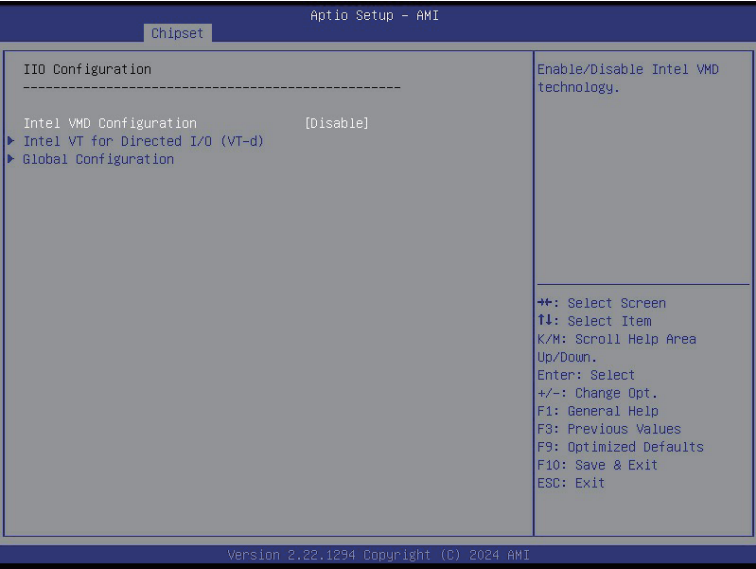 Aptio Setup – AMI
Chipset
IIO Configuration
--------------------------------------------------
Intel VMD Configuration [Disable]
Intel VT for Directed I/O (VT-d)
Global Configuration
Enable/Disable Intel VMD
technology.
→←: Select Screen
↑↓: Select Item
K/M: Scroll Help Area
Up/Down.
Enter: Select
+/-: Change Opt.
F1: General Help
F3: Previous Values
F9: Optimized Defaults
F10: Save & Exit
ESC: Exit
Version 2.22.1294 Copyright (C) 2024 AMI